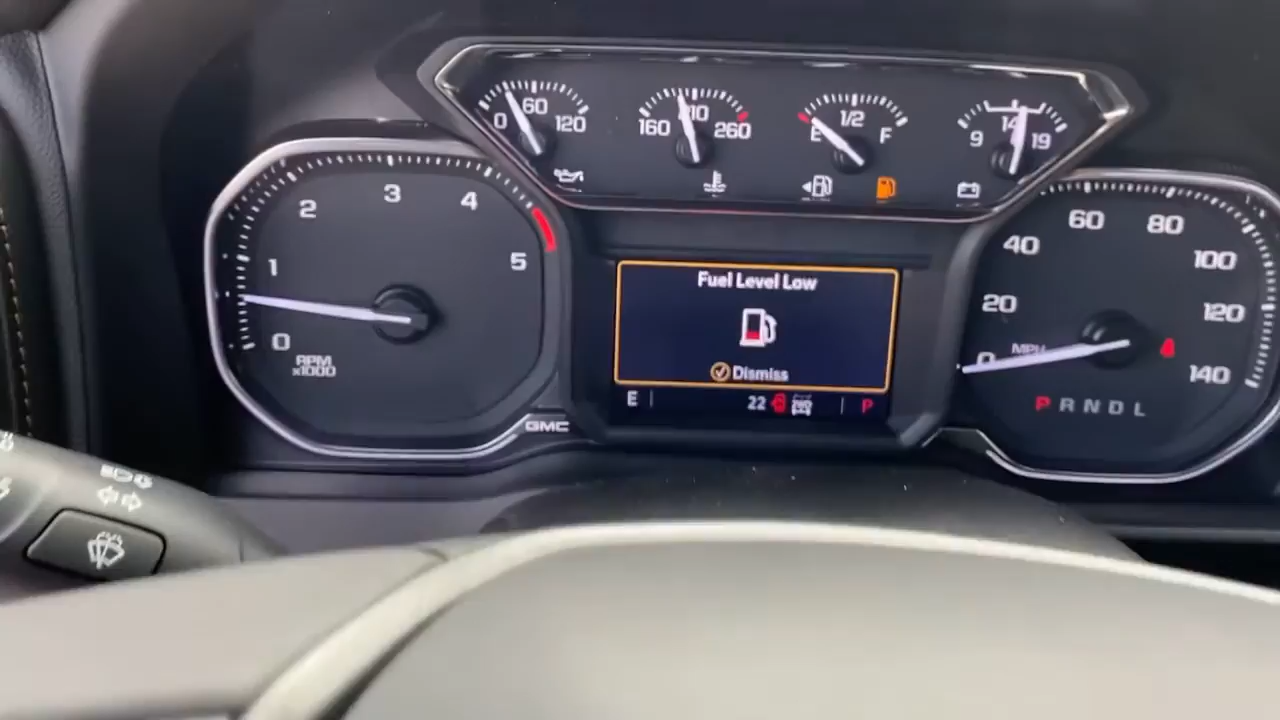 0 60 120
160 210 260
E 1/2 F
9 14 19
0 1 2 3 4 5
RPM
x1000
GMC
Fuel Level Low
Dismiss
E 22 P
0 20 40 60 80 100 120 140
MPH
P R N D L